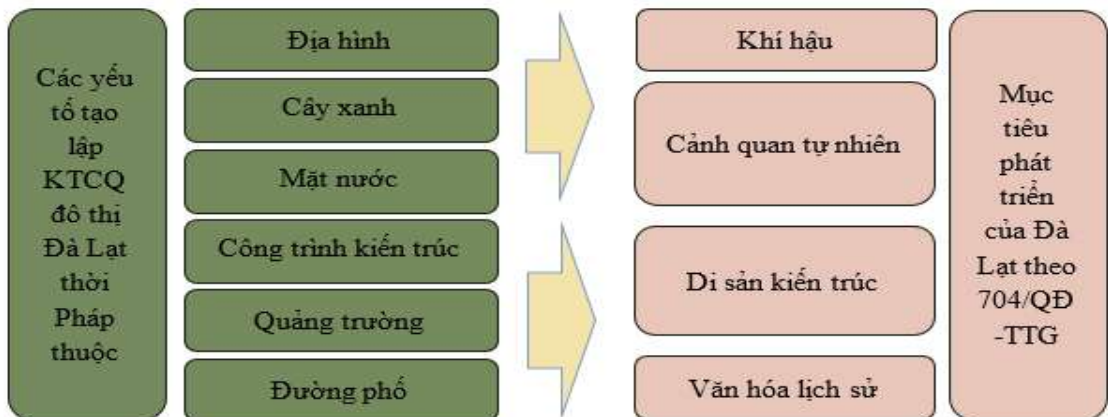 Các yếu
tố tạo
lập
KTCQ
đô thị
Đà Lạt
thời
Pháp
thuộc
Địa hình
Cây xanh
Mặt nước
Công trình kiến trúc
Quảng trường
Đường phố
Khí hậu
Cảnh quan tự nhiên
Di sản kiến trúc
Văn hóa lịch sử
Mục
tiêu
phát
triển
của Đà
Lạt theo
704/QĐ
-TTG